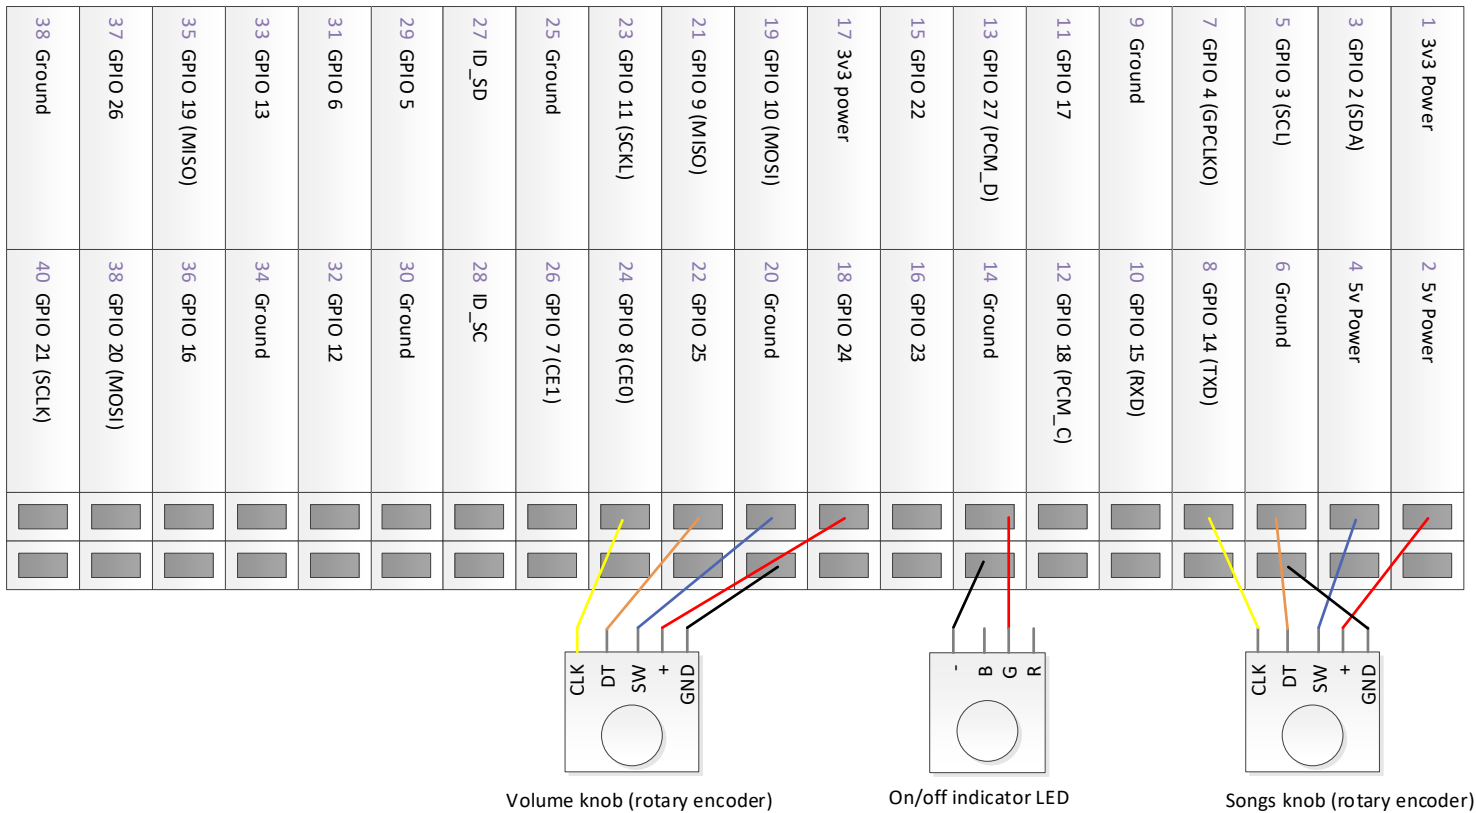 38 Ground
37 GPIO 26
35 GPIO 19 (MISO)
33 GPIO 13
31 GPIO 6
29 GPIO 5
27 ID_SD
25 Ground
23 GPIO 11 (SCKL)
21 GPIO 9 (MISO)
19 GPIO 10 (MOSI)
17 3v3 power
15 GPIO 22
13 GPIO 27 (PCM_D)
11 GPIO 17
9 Ground
7 GPIO 4 (GPCLKO)
5 GPIO 3 (SCL)
3 GPIO 2 (SDA)
1 3v3 Power
40 GPIO 21 (SCLK)
38 GPIO 20 (MOSI)
36 GPIO 16
34 Ground
32 GPIO 12
30 Ground
28 ID_SC
26 GPIO 7 (CE1)
24 GPIO 8 (CE0)
22 GPIO 25
20 Ground
18 GPIO 24
16 GPIO 23
14 Ground
12 GPIO 18 (PCM_C)
10 GPIO 15 (RXD)
8 GPIO 14 (TXD)
6 Ground
4 5v Power
2 5v Power
CLK
DT
SW
+
GND
-
B
G
R
CLK
DT
SW
+
GND
Volume knob (rotary encoder)
On/off indicator LED
Songs knob (rotary encoder)